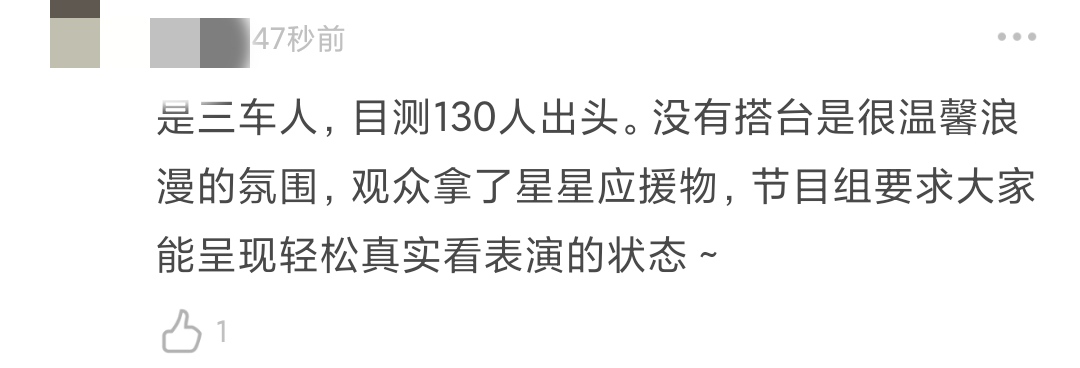 47秒前
是三车人，目测130人出头。没有搭台是很温馨浪
漫的氛围，观众拿了星星应援物，节目组要求大家
能呈现轻松真实看表演的状态～
1